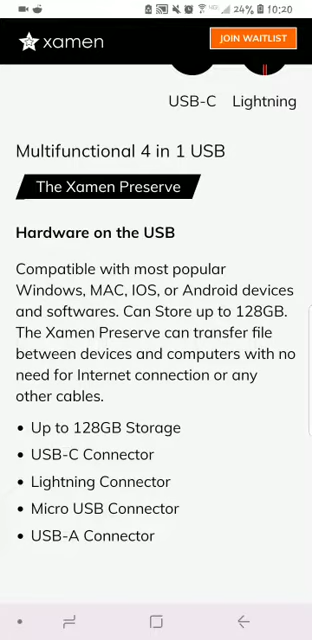 24% 10:20
xamen
JOIN WAITLIST
USB-C Lightning
Multifunctional 4 in 1 USB
The Xamen Preserve
Hardware on the USB
Compatible with most popular
Windows, MAC, IOS, or Android devices
and softwares. Can Store up to 128GB.
The Xamen Preserve can transfer file
between devices and computers with no
need for Internet connection or any
other cables.
• Up to 128GB Storage
• USB-C Connector
• Lightning Connector
• Micro USB Connector
• USB-A Connector